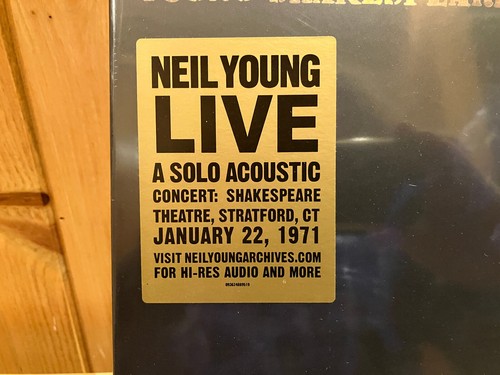 NEIL YOUNG
LIVE
A SOLO ACOUSTIC
CONCERT: SHAKESPEARE
THEATRE, STRATFORD, CT
JANUARY 22, 1971
VISIT NEILYOUNGARCHIVES.COM
FOR HI-RES AUDIO AND MORE